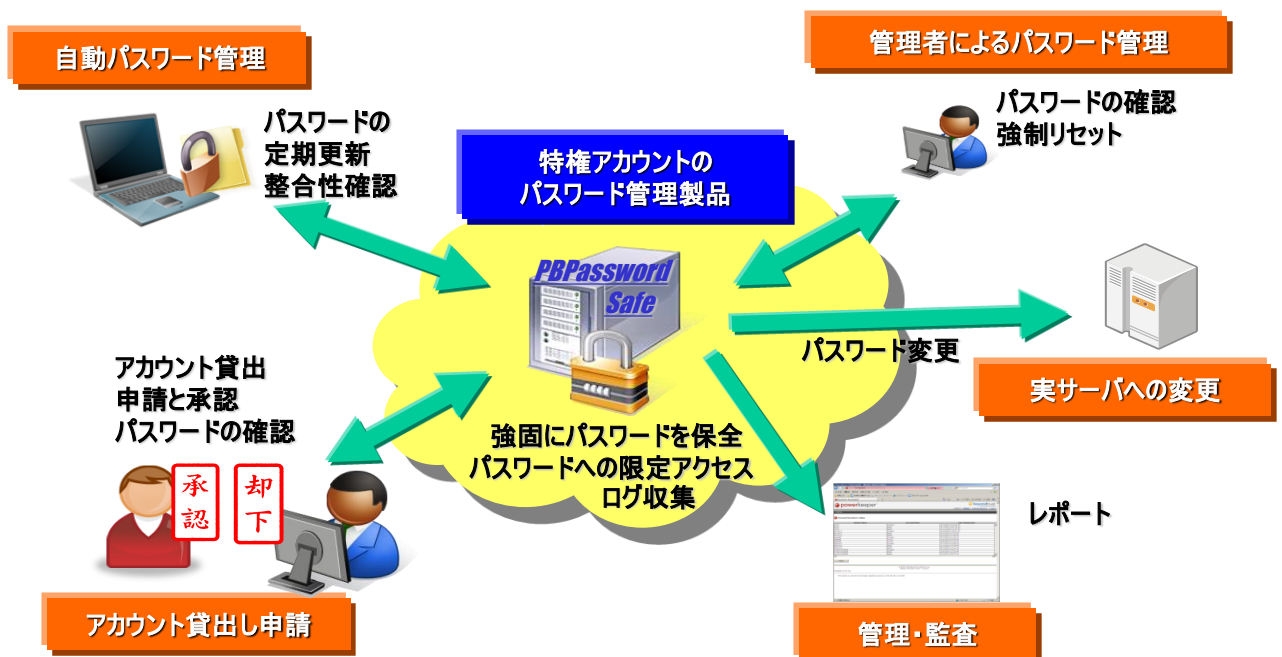 自動パスワード管理
パスワードの
定期更新
整合性確認
管理者によるパスワード管理
パスワードの確認
強制リセット
特権アカウントの
パスワード管理製品
PBPassword
Safe
パスワード変更
実サーバへの変更
アカウント貸出
申請と承認
パスワードの確認
承認
却下
強固にパスワードを保全
パスワードへの限定アクセス
ログ収集
アカウント貸出し申請
powerkeeper
レポート
管理・監査